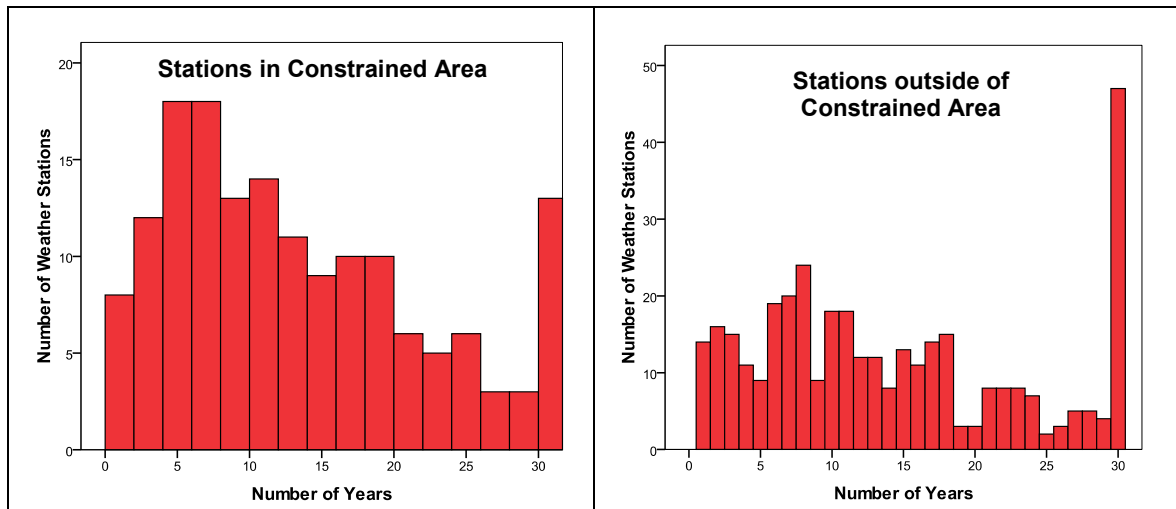 Stations in Constrained Area
Number of Weather Stations
20
15
10
5
0
0 5 10 15 20 25 30
Number of Years
Stations outside of
Constrained Area
Number of Weather Stations
50
40
30
20
10
0
0 5 10 15 20 25 30
Number of Years